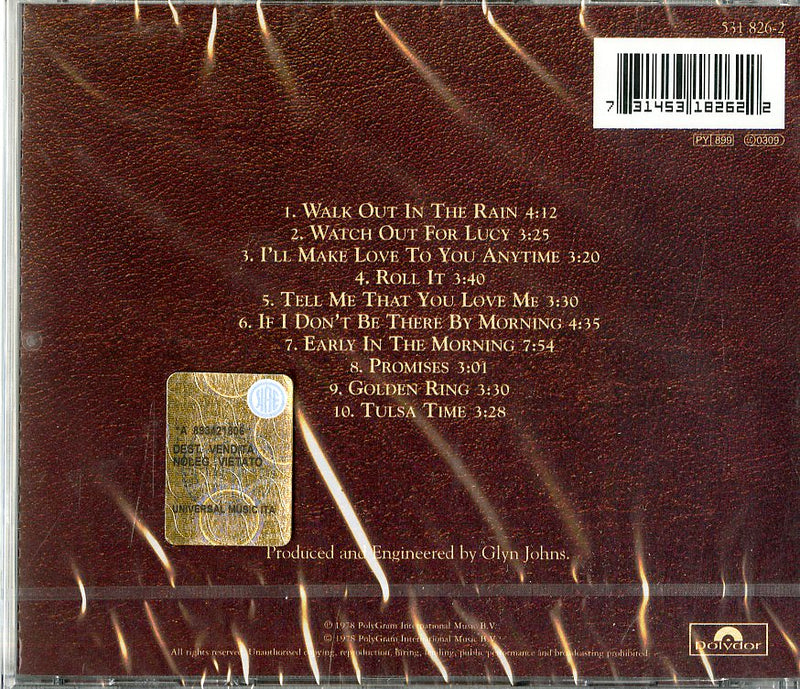 531 826-2
7 31453 18262 2
PY 899 LC 0309
1. Walk Out In The Rain 4:12
2. Watch Out For Lucy 3:25
3. I'll Make Love To You Anytime 3:20
4. Roll It 3:40
5. Tell Me That You Love Me 3:30
6. If I Don't Be There By Morning 4:35
7. Early In The Morning 7:54
8. Promises 3:01
9. Golden Ring 3:30
10. Tulsa Time 3:28
*A 893421806*
DEST. VENDITA
NOLEG. VIETATO
UNIVERSAL MUSIC ITA
Produced and Engineered by Glyn Johns.
℗ 1978 PolyGram International Music B.V.
© 1978 PolyGram International Music B.V.
All rights reserved. Unauthorised copying, reproduction, hiring, lending, public performance and broadcasting prohibited.
Polydor